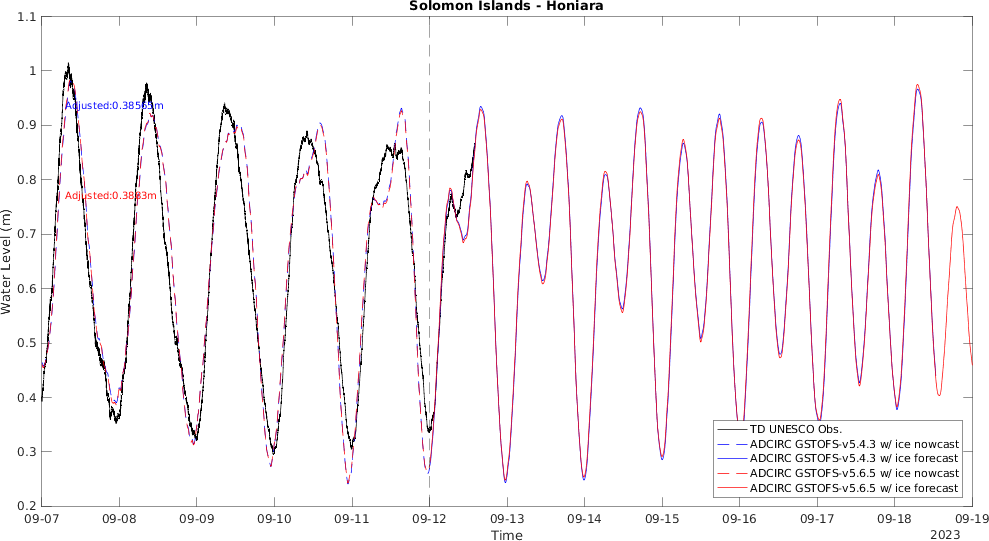 Solomon Islands - Honiara
1.1
1
0.9
0.8
0.7
0.6
0.5
0.4
0.3
0.2
Water Level (m)
Adjusted:0.38565m
Adjusted:0.3883m
TD UNESCO Obs.
ADCIRC GSTOFS-v5.4.3 w/ ice nowcast
ADCIRC GSTOFS-v5.4.3 w/ ice forecast
ADCIRC GSTOFS-v5.6.5 w/ ice nowcast
ADCIRC GSTOFS-v5.6.5 w/ ice forecast
09-07 09-08 09-09 09-10 09-11 09-12 09-13 09-14 09-15 09-16 09-17 09-18 09-19
Time
2023